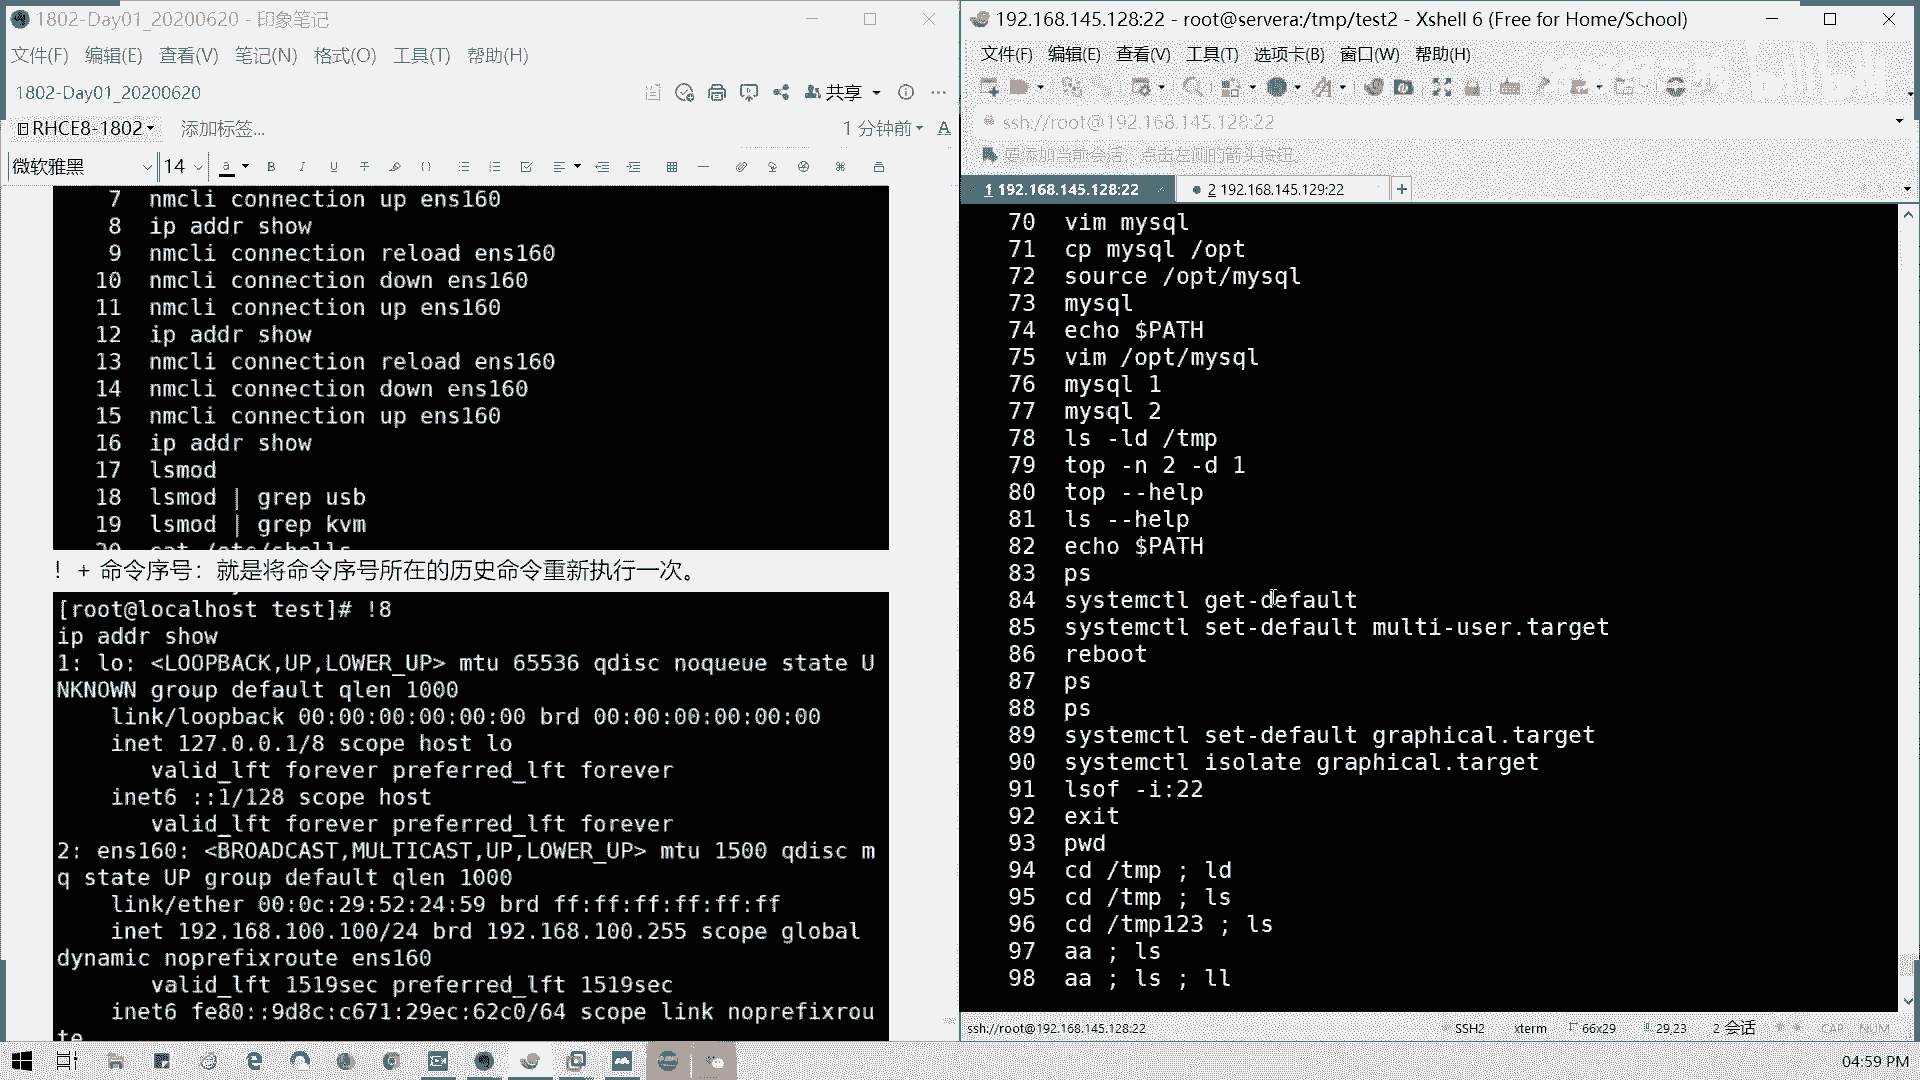 1802-Day01_20200620 - 印象笔记
文件(F) 编辑(E) 查看(V) 笔记(N) 格式(O) 工具(T) 帮助(H)
1802-Day01_20200620
共享
RHCE8-1802 添加标签...
1 分钟前
微软雅黑 14
7 nmcli connection up ens160
8 ip addr show
9 nmcli connection reload ens160
10 nmcli connection down ens160
11 nmcli connection up ens160
12 ip addr show
13 nmcli connection reload ens160
14 nmcli connection down ens160
15 nmcli connection up ens160
16 ip addr show
17 lsmod
18 lsmod | grep usb
19 lsmod | grep kvm
20 cat /etc/shells
! + 命令序号：就是将命令序号所在的历史命令重新执行一次。
[root@localhost test]# !8
ip addr show
1: lo: <LOOPBACK,UP,LOWER_UP> mtu 65536 qdisc noqueue state U
NKNOWN group default qlen 1000
link/loopback 00:00:00:00:00:00 brd 00:00:00:00:00:00
inet 127.0.0.1/8 scope host lo
valid_lft forever preferred_lft forever
inet6 ::1/128 scope host
valid_lft forever preferred_lft forever
2: ens160: <BROADCAST,MULTICAST,UP,LOWER_UP> mtu 1500 qdisc m
q state UP group default qlen 1000
link/ether 00:0c:29:52:24:59 brd ff:ff:ff:ff:ff:ff
inet 192.168.100.100/24 brd 192.168.100.255 scope global
dynamic noprefixroute ens160
valid_lft 1519sec preferred_lft 1519sec
inet6 fe80::9d8c:c671:29ec:62c0/64 scope link noprefixrou
te
192.168.145.128:22 - root@servera:/tmp/test2 - Xshell 6 (Free for Home/School)
文件(F) 编辑(E) 查看(V) 工具(T) 选项卡(B) 窗口(W) 帮助(H)
ssh://root@192.168.145.128:22
要添加当前会话，点击左侧的箭头按钮。
1 192.168.145.128:22
2 192.168.145.129:22
70 vim mysql
71 cp mysql /opt
72 source /opt/mysql
73 mysql
74 echo $PATH
75 vim /opt/mysql
76 mysql 1
77 mysql 2
78 ls -ld /tmp
79 top -n 2 -d 1
80 top --help
81 ls --help
82 echo $PATH
83 ps
84 systemctl get-default
85 systemctl set-default multi-user.target
86 reboot
87 ps
88 ps
89 systemctl set-default graphical.target
90 systemctl isolate graphical.target
91 lsof -i:22
92 exit
93 pwd
94 cd /tmp ; ld
95 cd /tmp ; ls
96 cd /tmp123 ; ls
97 aa ; ls
98 aa ; ls ; ll
ssh://root@192.168.145.128:22 SSH2 xterm 66x29 29,23 2 会话 CAP NUM
04:59 PM